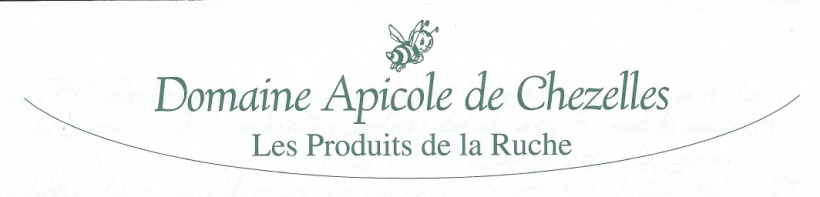 Domaine Apicole de Chezelles
Les Produits de la Ruche